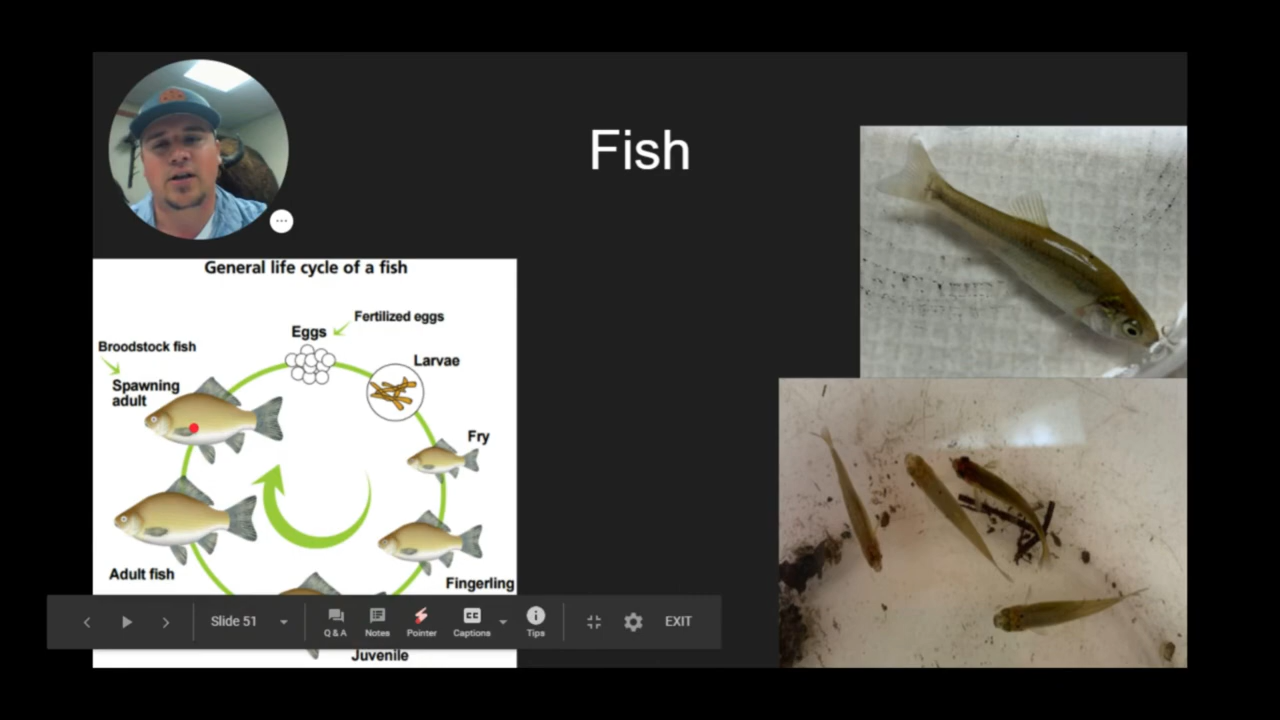 Fish
General life cycle of a fish
Fertilized eggs
Eggs
Broodstock fish
Larvae
Spawning
adult
Fry
Adult fish
Fingerling
Slide 51
Q & A
Notes
Pointer
CC
Captions
Tips
EXIT
Juvenile